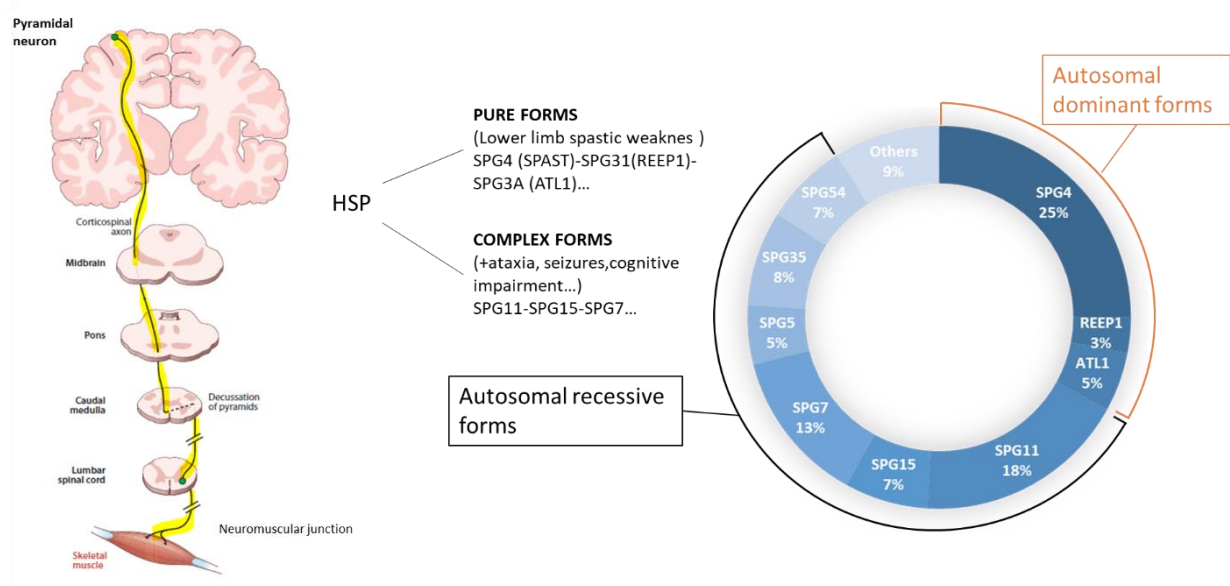 Pyramidal
neuron
Corticospinal
axon
Midbrain
Pons
Caudal
medulla
Decussation
of pyramids
Lumbar
spinal cord
Neuromuscular junction
Skeletal
muscle
HSP
PURE FORMS
(Lower limb spastic weaknes )
SPG4 (SPAST)-SPG31(REEP1)-
SPG3A (ATL1)...
COMPLEX FORMS
(+ataxia, seizures,cognitive
impairment...)
SPG11-SPG15-SPG7...
Autosomal
dominant forms
Autosomal recessive
forms
SPG4
25%
REEP1
3%
ATL1
5%
SPG11
18%
SPG15
7%
SPG7
13%
SPG5
5%
SPG35
8%
SPG54
7%
Others
9%